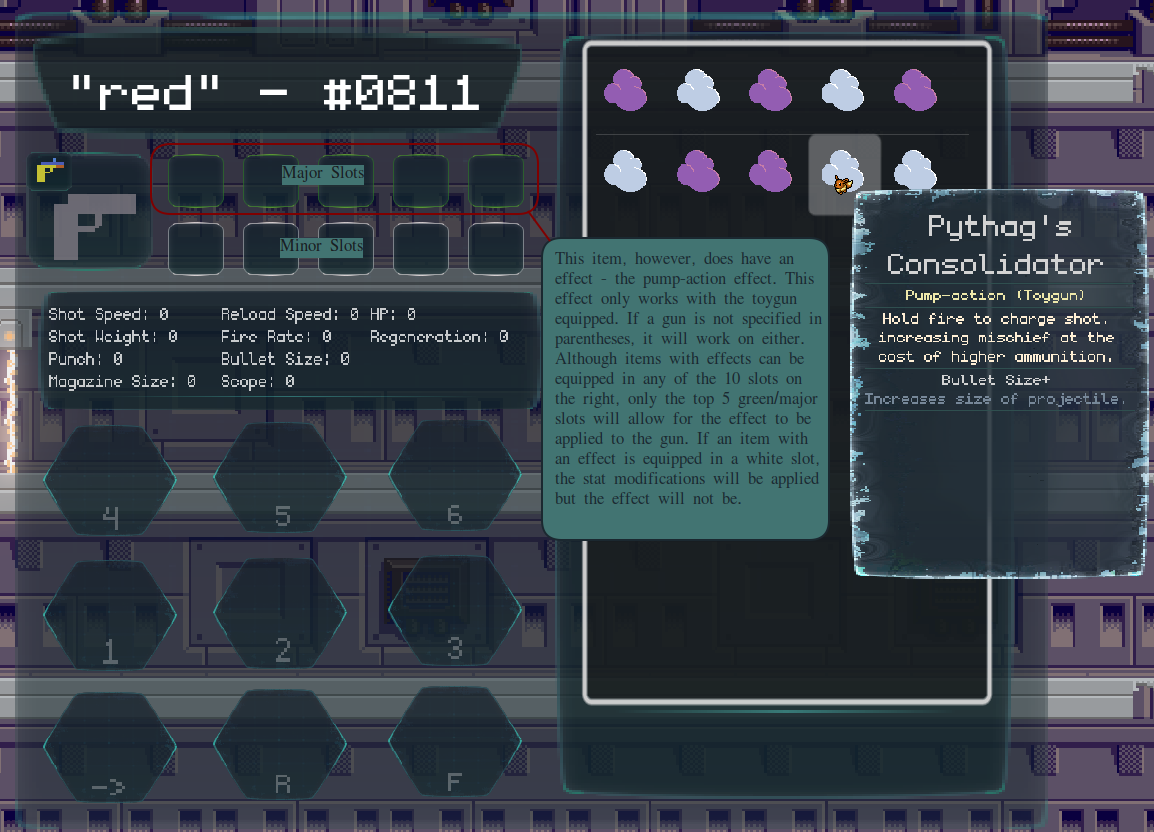 "red" - #0811
Major Slots
Minor Slots
Shot Speed: 0 Reload Speed: 0 HP: 0
Shot Weight: 0 Fire Rate: 0 Regeneration: 0
Punch: 0 Bullet Size: 0
Magazine Size: 0 Scope: 0
4 5 6
1 2 3
-> R F
This item, however, does have an
effect - the pump-action effect. This
effect only works with the toygun
equipped. If a gun is not specified in
parentheses, it will work on either.
Although items with effects can be
equipped in any of the 10 slots on
the right, only the top 5 green/major
slots will allow for the effect to be
applied to the gun. If an item with
an effect is equipped in a white slot,
the stat modifications will be applied
but the effect will not be.
Pythag's
Consolidator
Pump-action (Toygun)
Hold fire to charge shot,
increasing mischief at the
cost of higher ammunition.
Bullet Size+
Increases size of projectile.